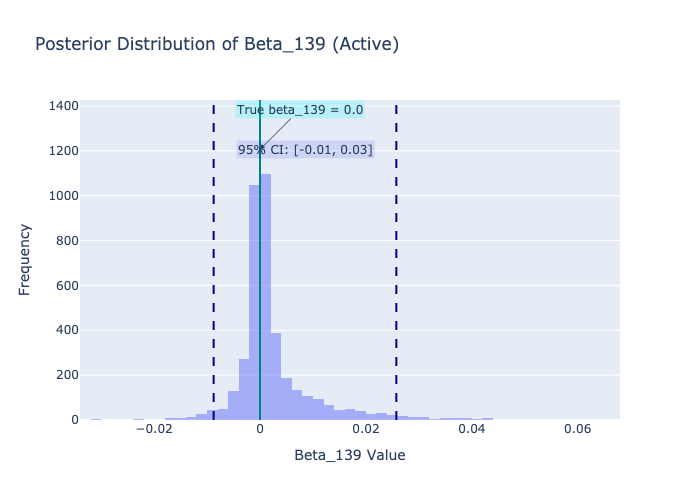 Posterior Distribution of Beta_139 (Active)
True beta_139 = 0.0
95% CI: [-0.01, 0.03]
1400
1200
1000
800
600
400
200
0
Frequency
−0.02 0 0.02 0.04 0.06
Beta_139 Value